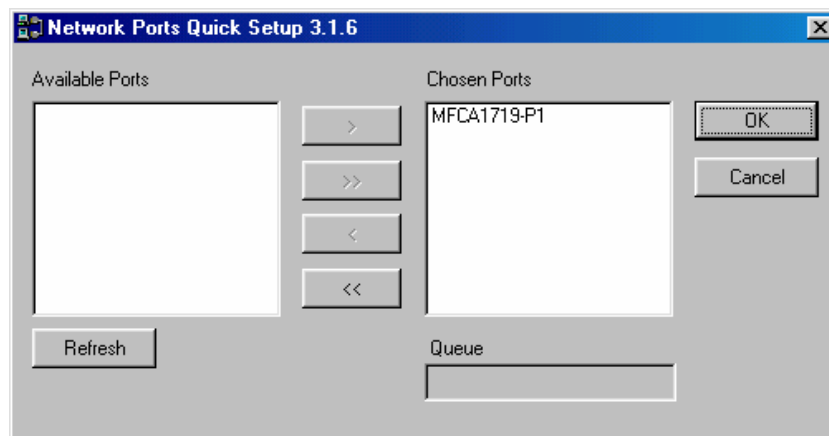 Network Ports Quick Setup 3.1.6
Available Ports
Chosen Ports
MFCA1719-P1
>
>>
<
<<
OK
Cancel
Refresh
Queue